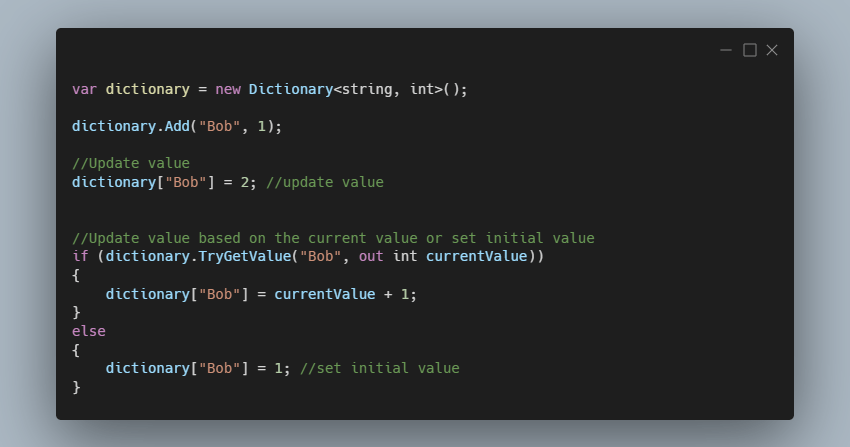 var dictionary = new Dictionary<string, int>();
dictionary.Add("Bob", 1);
//Update value
dictionary["Bob"] = 2; //update value
//Update value based on the current value or set initial value
if (dictionary.TryGetValue("Bob", out int currentValue))
{
    dictionary["Bob"] = currentValue + 1;
}
else
{
    dictionary["Bob"] = 1; //set initial value
}